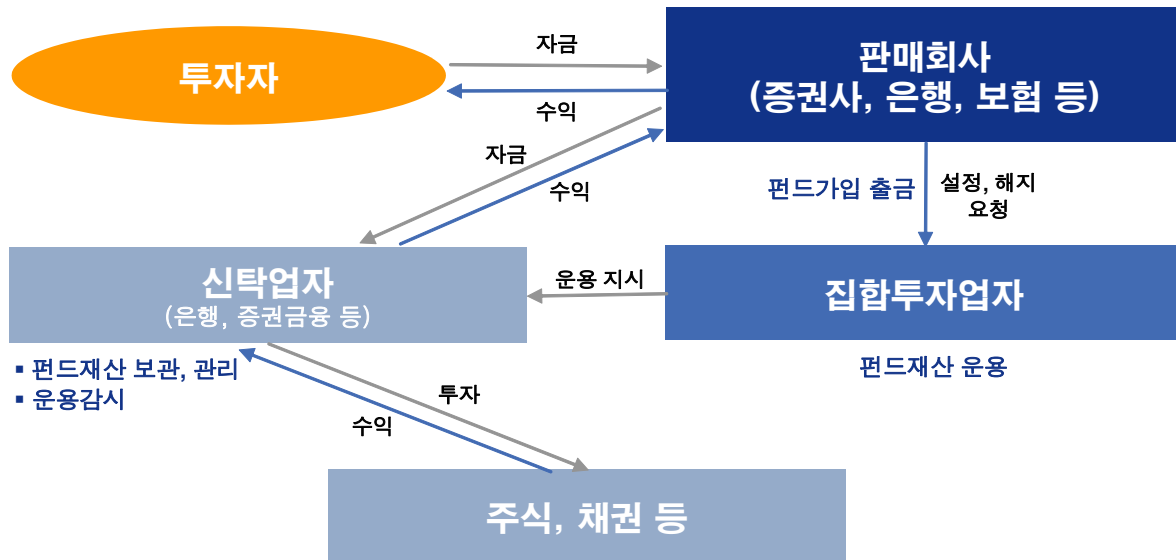 투자자
자금
수익
판매회사
(증권사, 은행, 보험 등)
자금
수익
펀드가입 출금
설정, 해지
요청
신탁업자
(은행, 증권금융 등)
운용 지시
집합투자업자
▪ 펀드재산 보관, 관리
▪ 운용감시
펀드재산 운용
투자
수익
주식, 채권 등